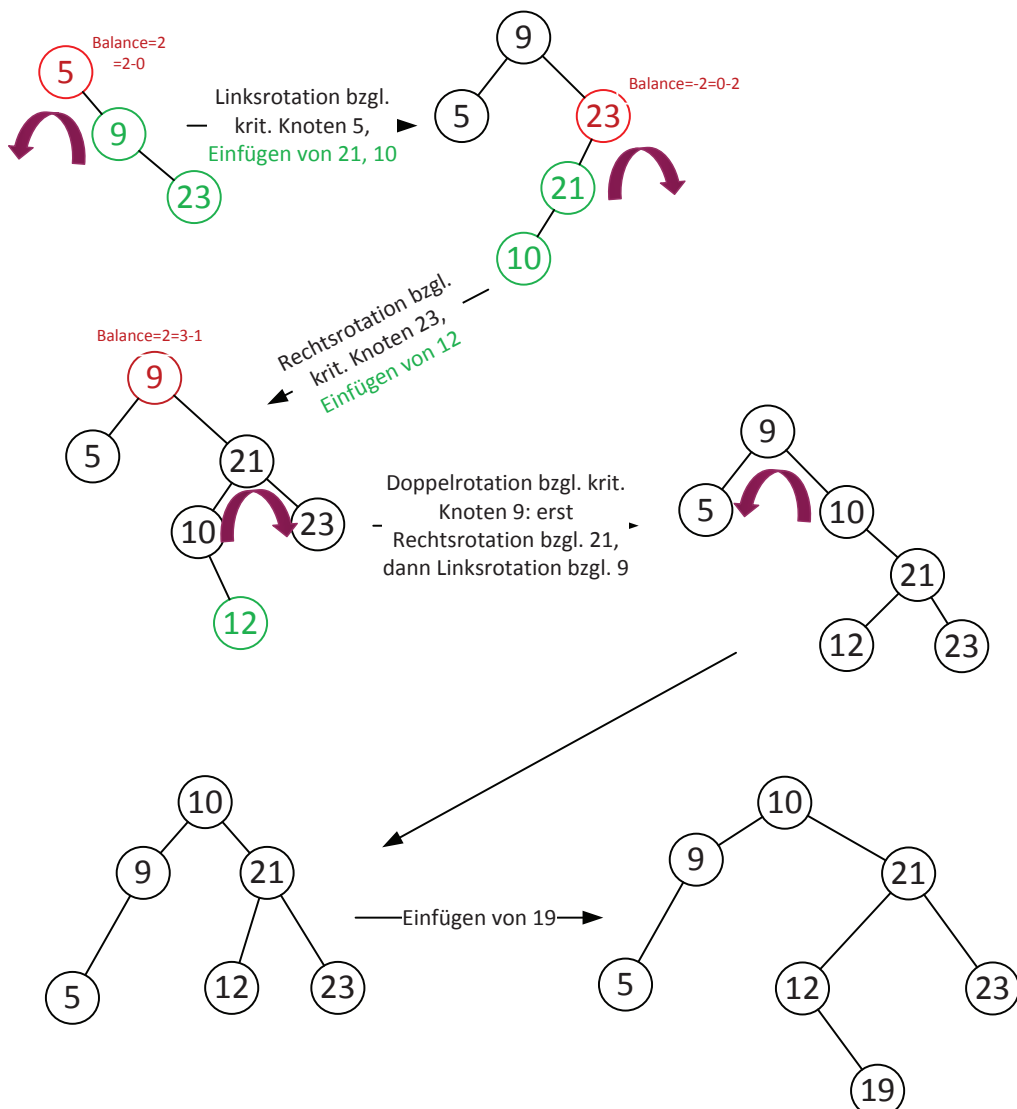 Balance=2
=2-0
5
9
23
Linksrotation bzgl.
krit. Knoten 5,
Einfügen von 21, 10
9
5
23
Balance=-2=0-2
21
10
Rechtsrotation bzgl.
krit. Knoten 23,
Einfügen von 12
Balance=2=3-1
9
5
21
10
23
12
Doppelrotation bzgl. krit.
Knoten 9: erst
Rechtsrotation bzgl. 21,
dann Linksrotation bzgl. 9
9
5
10
21
12
23
10
9
21
5
12
23
Einfügen von 19
10
9
21
5
12
23
19